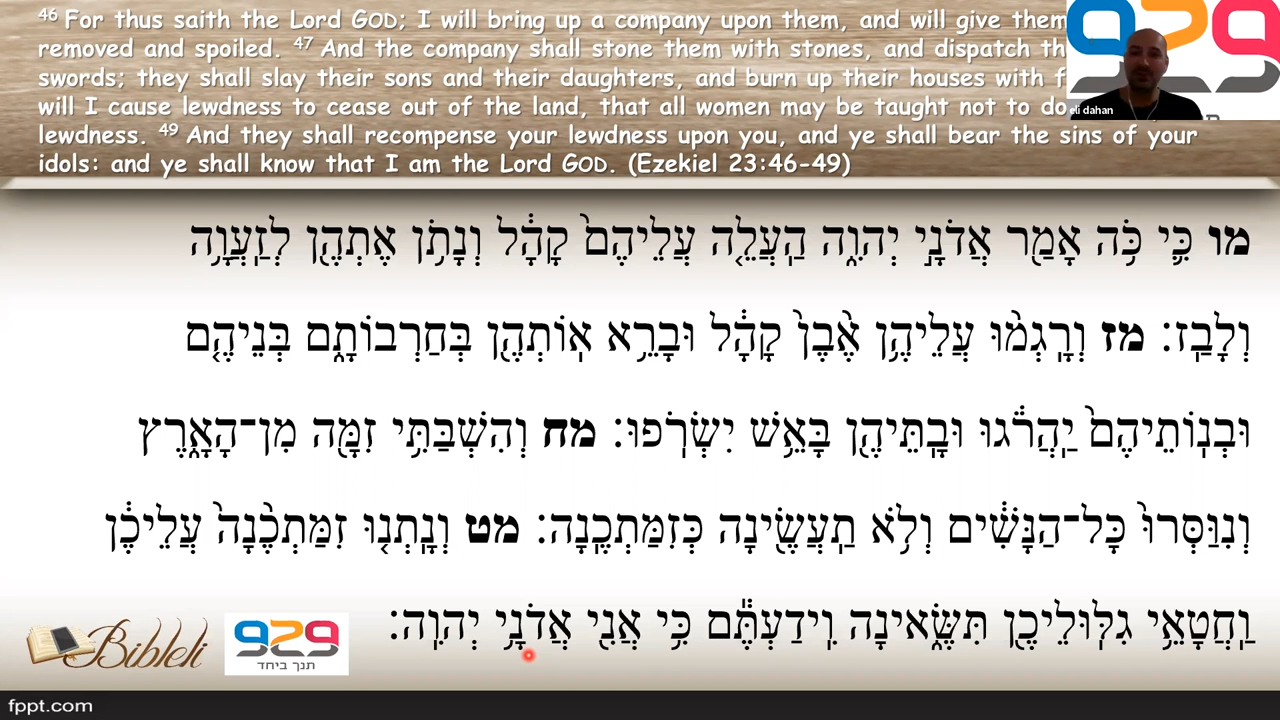 46 For thus saith the Lord GOD; I will bring up a company upon them, and will give them
removed and spoiled. 47 And the company shall stone them with stones, and dispatch th
swords; they shall slay their sons and their daughters, and burn up their houses with f
will I cause lewdness to cease out of the land, that all women may be taught not to do
lewdness. 49 And they shall recompense your lewdness upon you, and ye shall bear the sins of your
idols: and ye shall know that I am the Lord GOD. (Ezekiel 23:46-49)
929
eli dahan
מו כִּ֛י כֹּ֥ה אָמַ֖ר אֲדֹנָ֣י יְהוִ֑ה הַעֲלֵ֤ה עֲלֵיהֶם֙ קָהָ֔ל וְנָתֹ֥ן אֶתְהֶ֖ן לְזַעֲוָ֥ה
וְלָבַֽז׃ מז וְרָגְמ֨וּ עֲלֵיהֶ֥ן אֶ֙בֶן֙ קָהָ֔ל וּבָרֵ֥א אוֹתְהֶ֖ן בְּחַרְבוֹתָ֑ם בְּנֵיהֶ֤ם
וּבְנֽוֹתֵיהֶם֙ יַהֲרֹ֔גוּ וּבָתֵּיהֶ֖ן בָּאֵ֥שׁ יִשְׂרֹֽפוּ׃ מח וְהִשְׁבַּתִּ֥י זִמָּ֖ה מִן־הָאָ֑רֶץ
וְנִוַּסְּרוּ֙ כָּל־הַנָּשִׁ֔ים וְלֹ֥א תַעֲשֶׂ֖ינָה כְּזִמַּתְכֶֽנָה׃ מט וְנָתְנ֤וּ זִמַּתְכֶ֙נָה֙ עֲלֵיכֶ֔ן
וַחֲטָאֵ֥י גִלּוּלֵיכֶ֖ן תִּשֶּׂ֑אינָה וִידַעְתֶּ֕ם כִּ֥י אֲנִ֖י אֲדֹנָ֥י יְהוִֽה׃
Bibleli
929
תנך ביחד
fppt.com